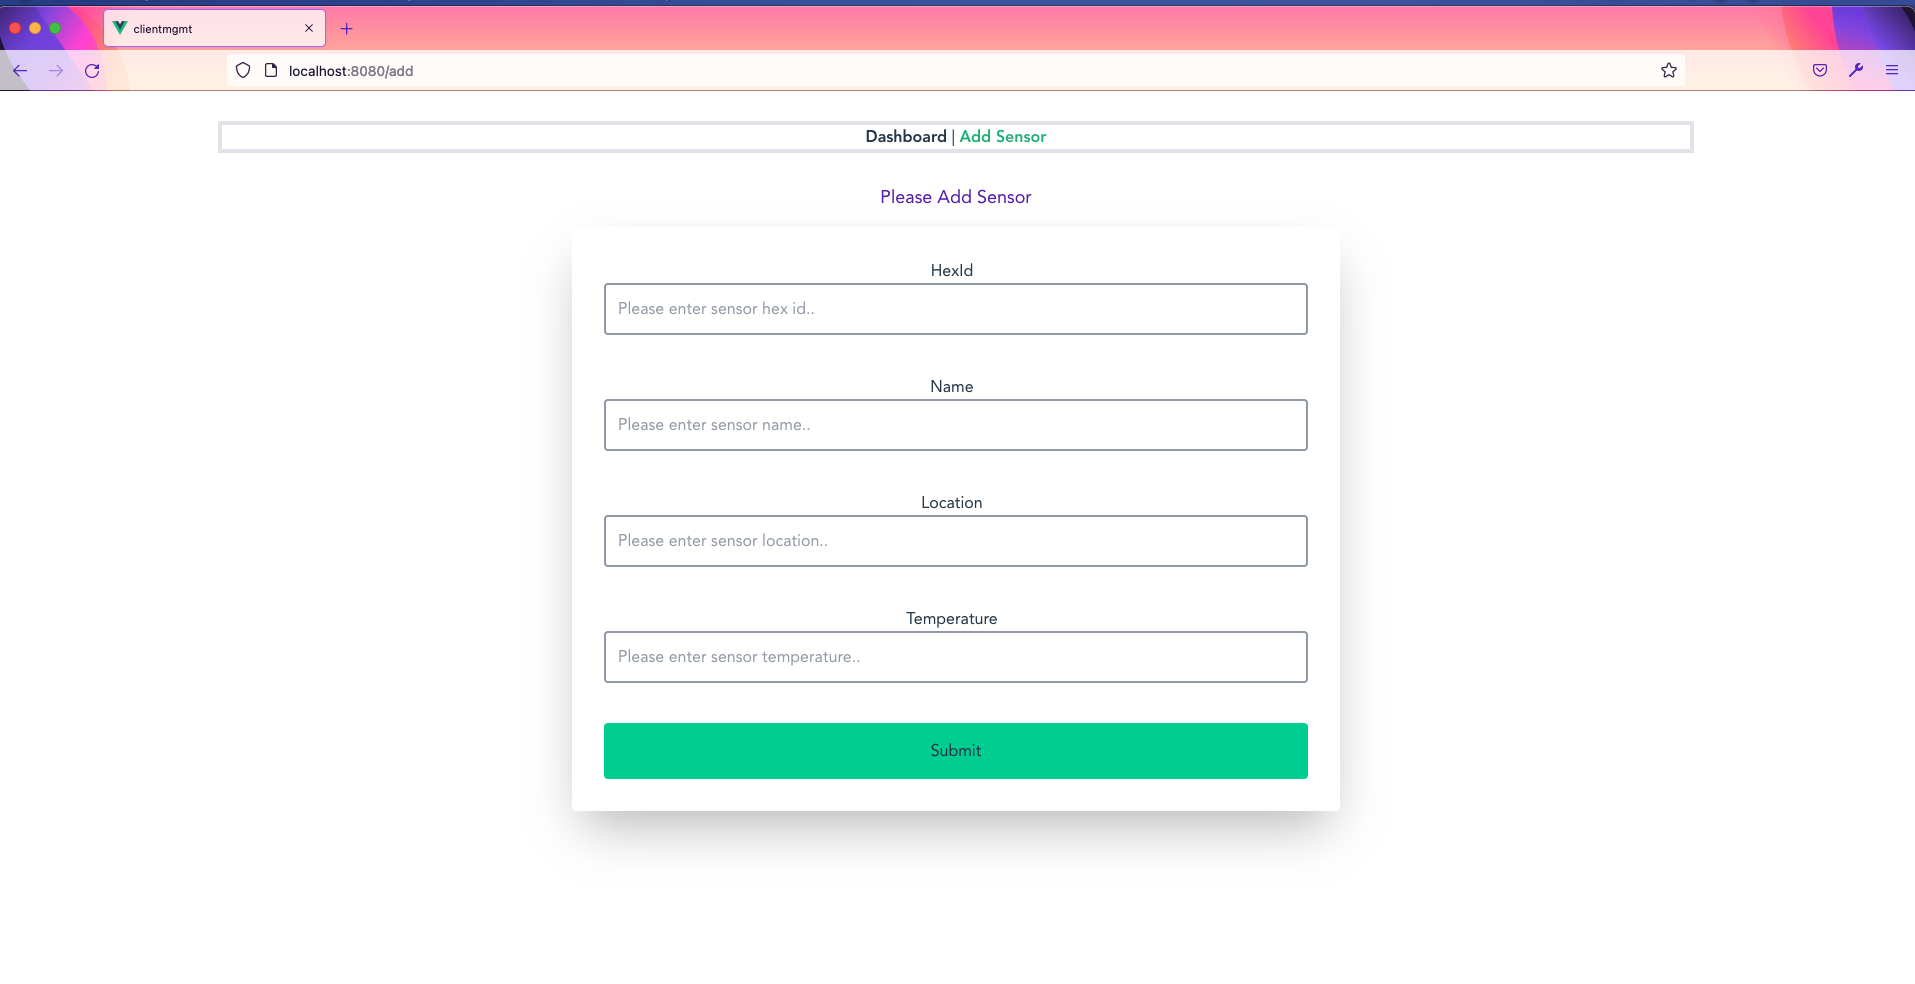 clientmgmt
localhost:8080/add
Dashboard | Add Sensor
Please Add Sensor
HexId
Please enter sensor hex id..
Name
Please enter sensor name..
Location
Please enter sensor location..
Temperature
Please enter sensor temperature..
Submit